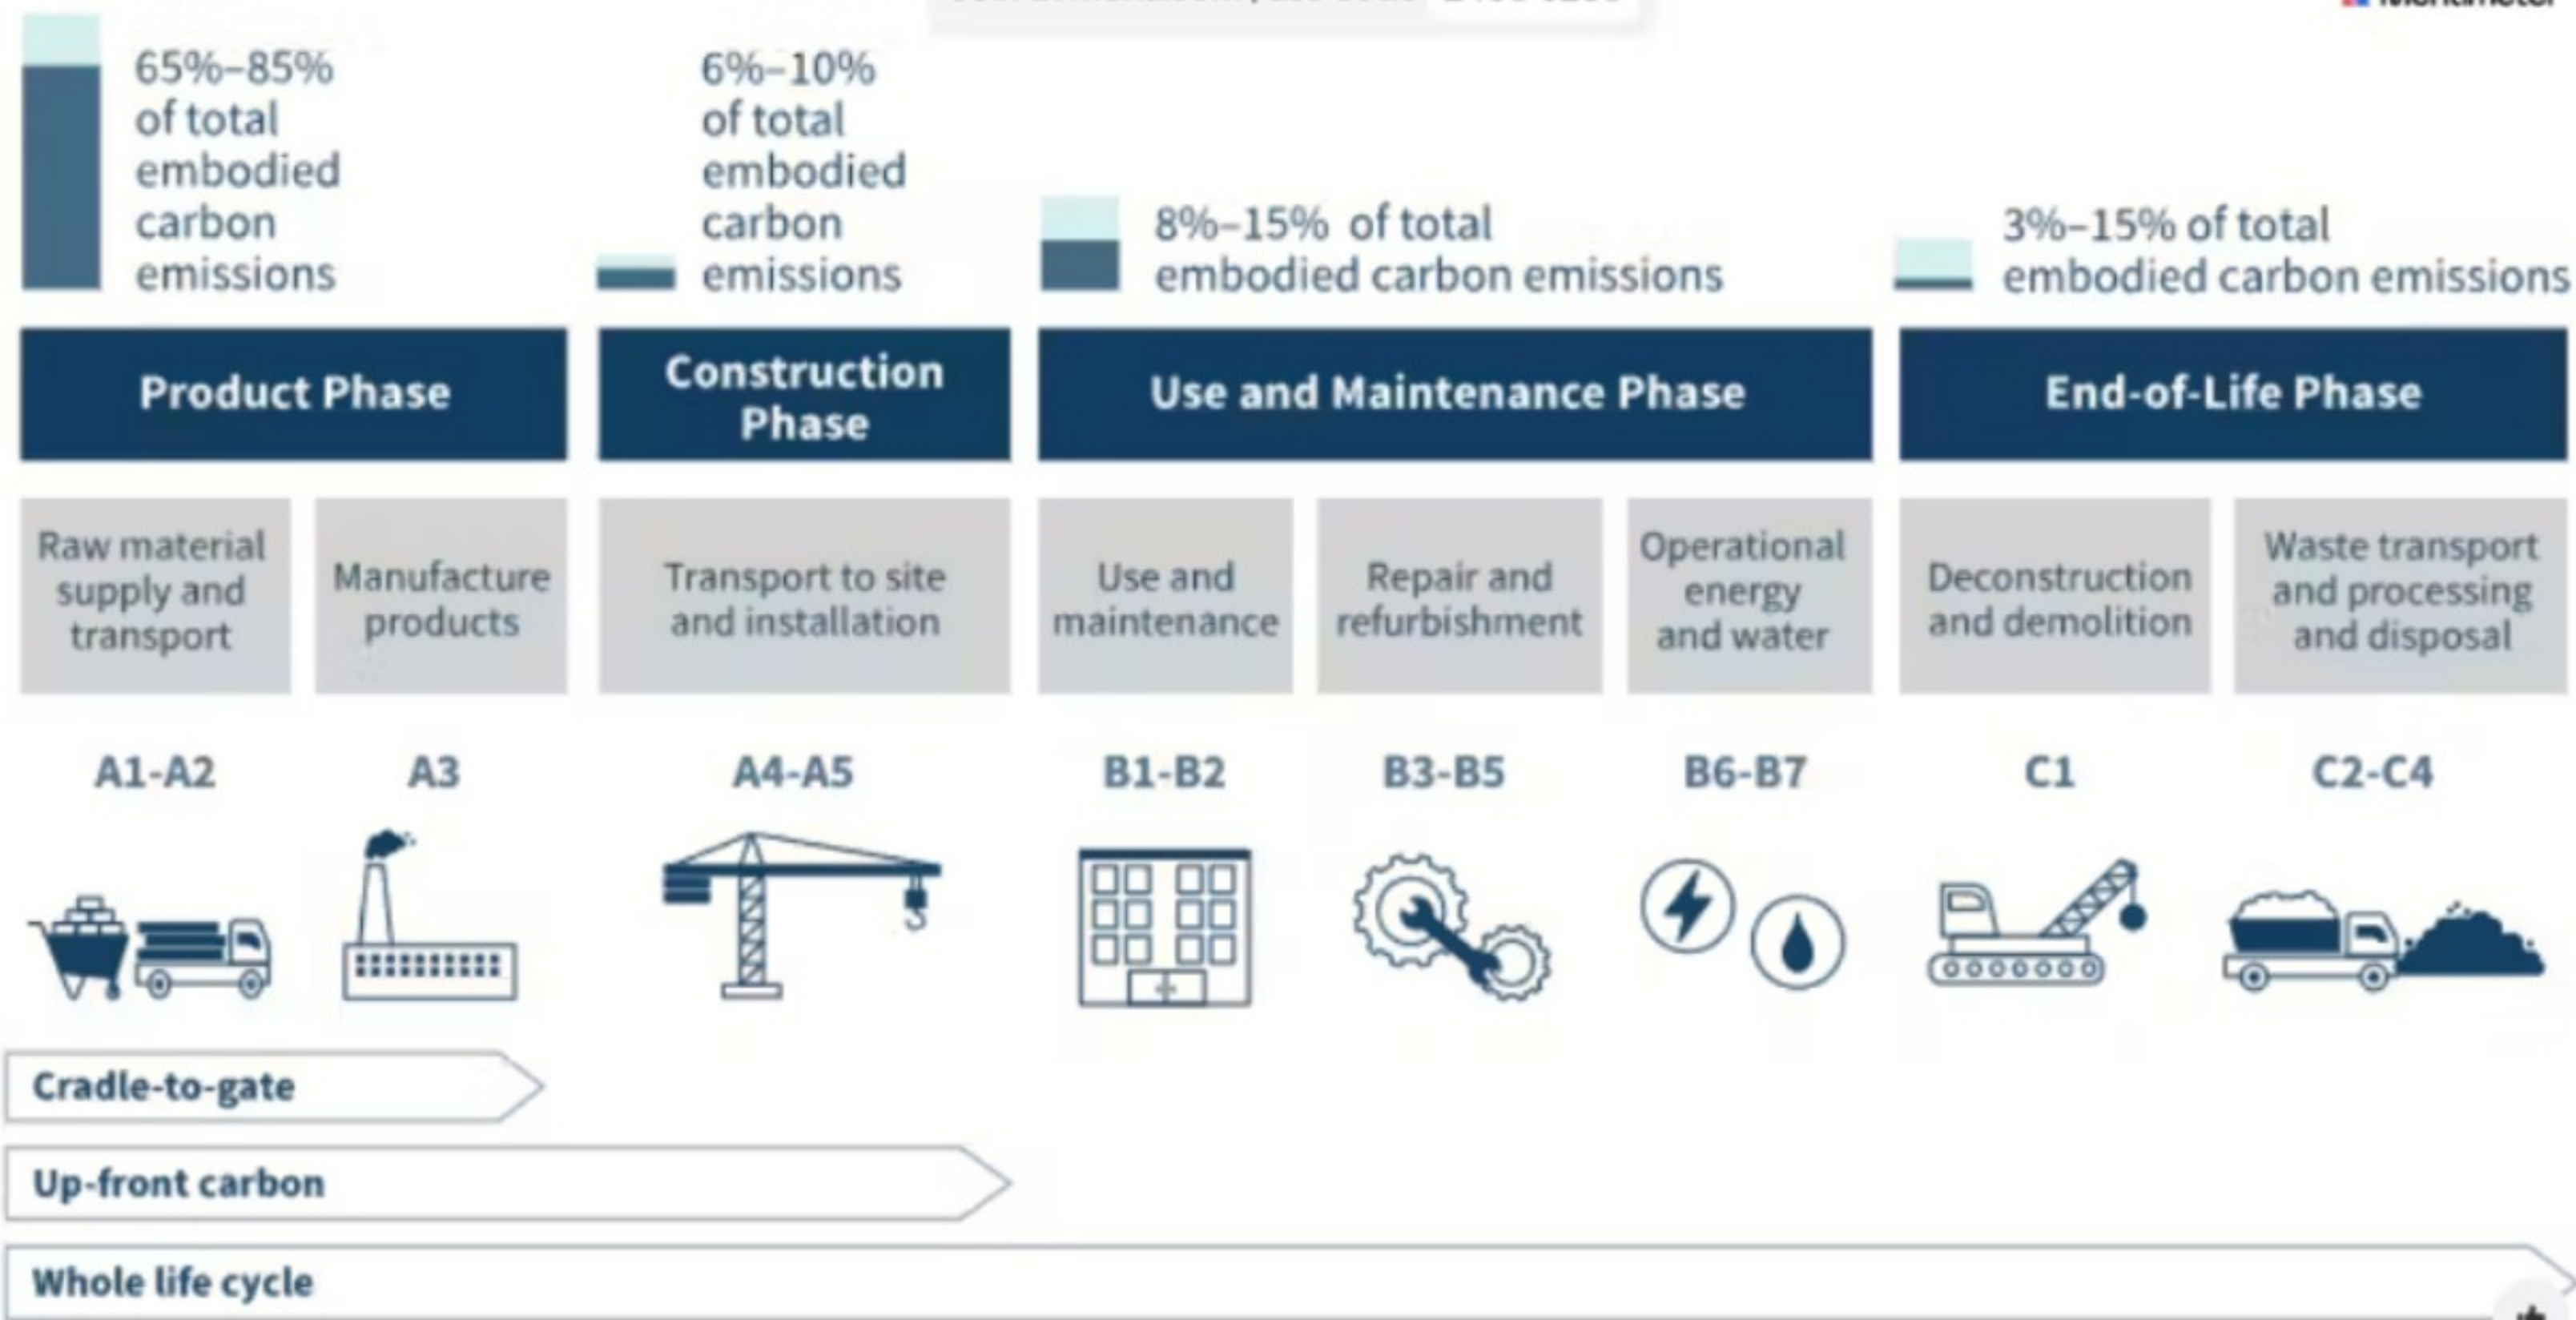 65%–85%
of total
embodied
carbon
emissions
6%–10%
of total
embodied
carbon
emissions
8%–15% of total
embodied carbon emissions
3%–15% of total
embodied carbon emissions
Product Phase
Construction
Phase
Use and Maintenance Phase
End-of-Life Phase
Raw material
supply and
transport
Manufacture
products
Transport to site
and installation
Use and
maintenance
Repair and
refurbishment
Operational
energy
and water
Deconstruction
and demolition
Waste transport
and processing
and disposal
A1-A2
A3
A4-A5
B1-B2
B3-B5
B6-B7
C1
C2-C4
Cradle-to-gate
Up-front carbon
Whole life cycle